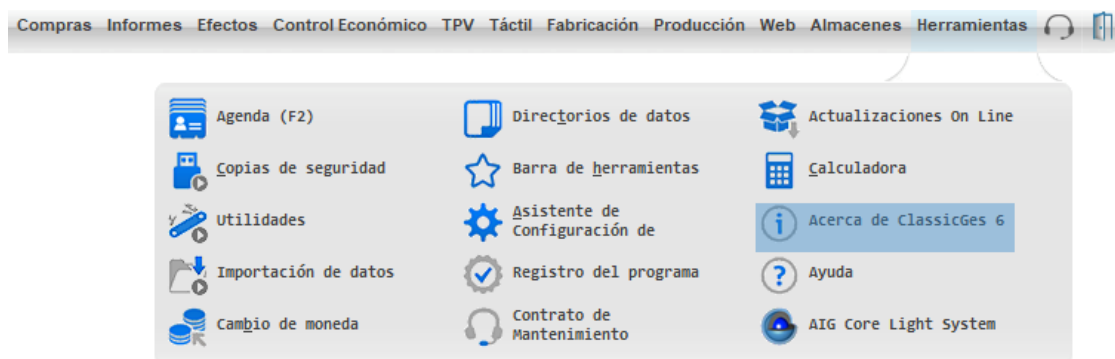 Compras Informes Efectos Control Económico TPV Táctil Fabricación Producción Web Almacenes Herramientas
Agenda (F2)
Directorios de datos
Actualizaciones On Line
Copias de seguridad
Barra de herramientas
Calculadora
Utilidades
Asistente de
Configuración de
Acerca de ClassicGes 6
Importación de datos
Registro del programa
Ayuda
Cambio de moneda
Contrato de
Mantenimiento
AIG Core Light System